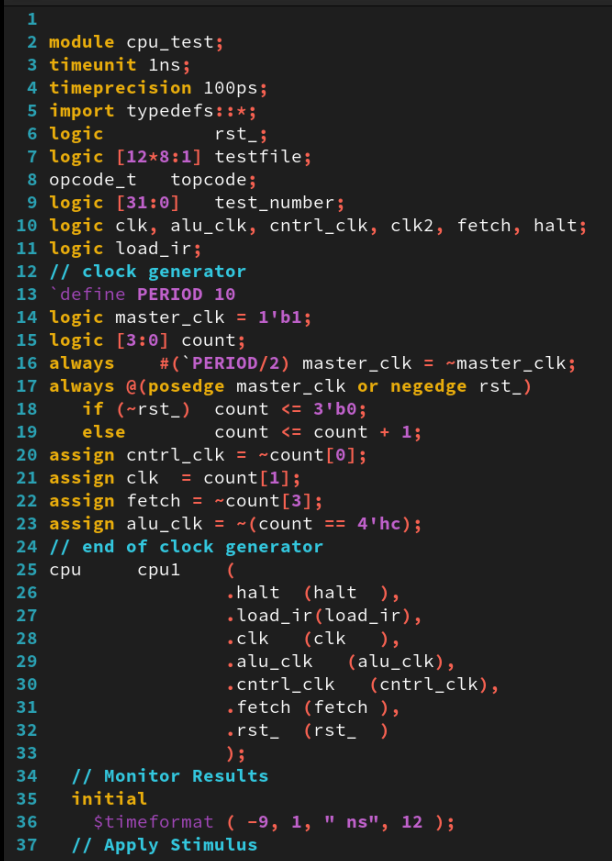 1
2 module cpu_test;
3 timeunit 1ns;
4 timeprecision 100ps;
5 import typedefs::*;
6 logic          rst_;
7 logic [12*8:1] testfile;
8 opcode_t   topcode;
9 logic [31:0]   test_number;
10 logic clk, alu_clk, cntrl_clk, clk2, fetch, halt;
11 logic load_ir;
12 // clock generator
13 `define PERIOD 10
14 logic master_clk = 1'b1;
15 logic [3:0] count;
16 always    #(`PERIOD/2) master_clk = ~master_clk;
17 always @(posedge master_clk or negedge rst_)
18    if (~rst_)  count <= 3'b0;
19    else        count <= count + 1;
20 assign cntrl_clk = ~count[0];
21 assign clk  = count[1];
22 assign fetch = ~count[3];
23 assign alu_clk = ~(count == 4'hc);
24 // end of clock generator
25 cpu     cpu1    (
26                 .halt  (halt  ),
27                 .load_ir(load_ir),
28                 .clk   (clk   ),
29                 .alu_clk   (alu_clk),
30                 .cntrl_clk   (cntrl_clk),
31                 .fetch (fetch ),
32                 .rst_  (rst_  )
33                 );
34   // Monitor Results
35   initial
36     $timeformat ( -9, 1, " ns", 12 );
37   // Apply Stimulus